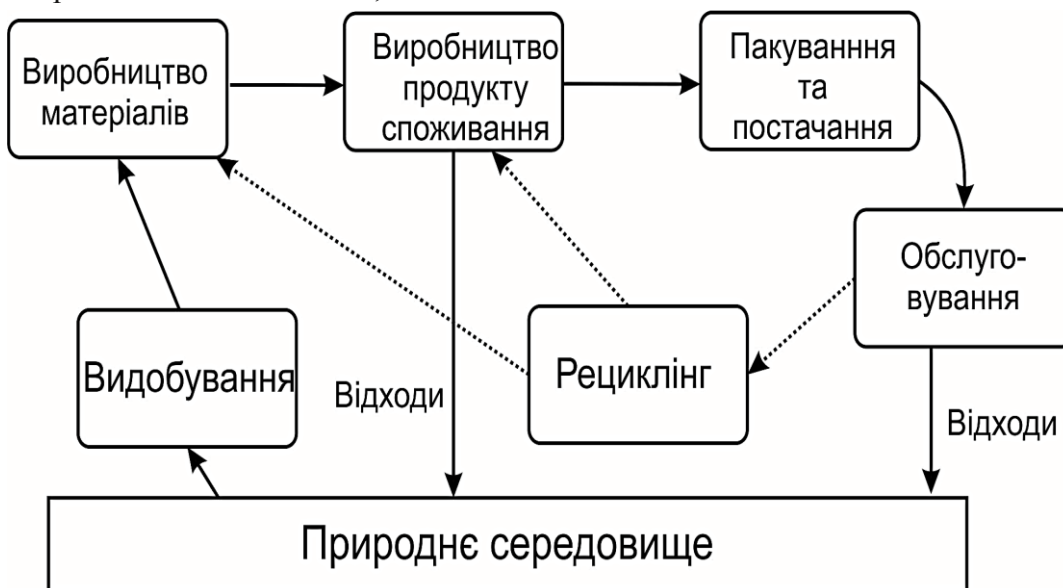 Виробництво
матеріалів
Виробництво
продукту
споживання
Пакуванння
та
постачання
Обслуго-
вування
Рециклінг
Видобування
Відходи
Відходи
Природнє середовище